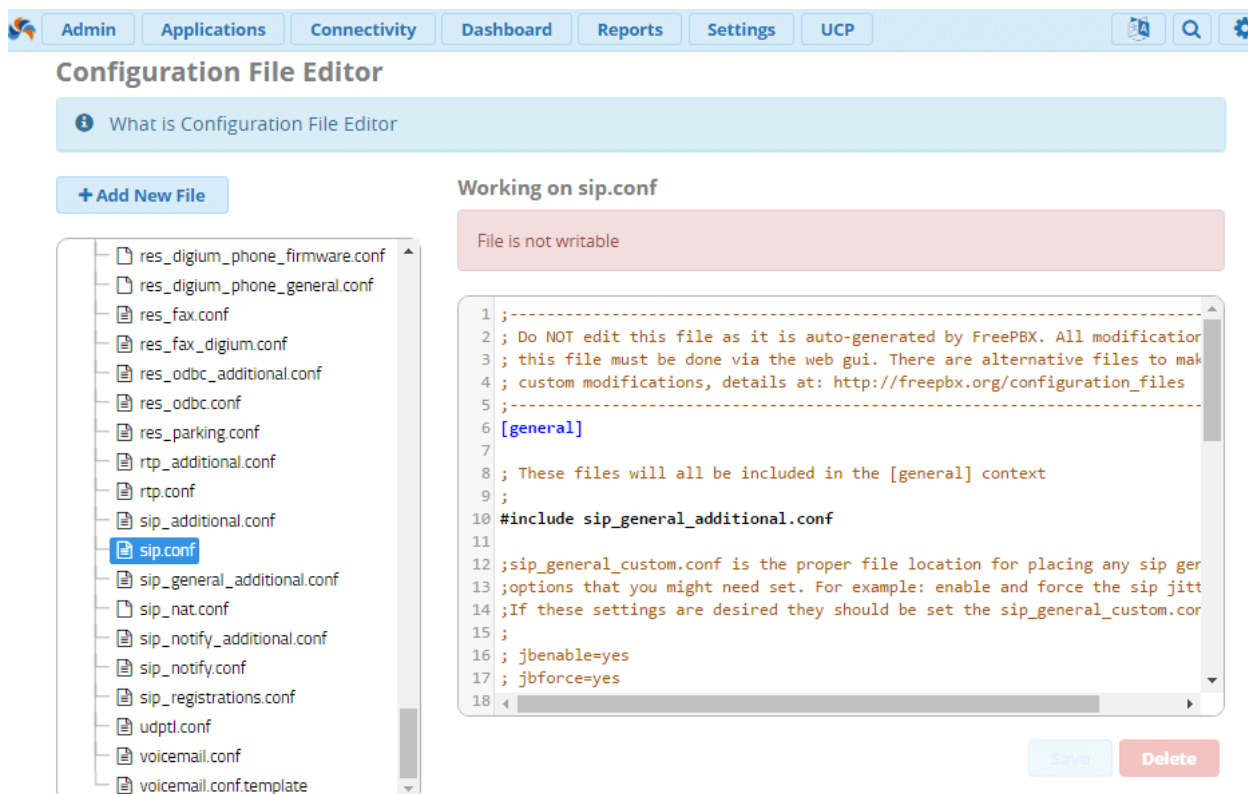 Admin
Applications
Connectivity
Dashboard
Reports
Settings
UCP
Configuration File Editor
What is Configuration File Editor
+ Add New File
res_digium_phone_firmware.conf
res_digium_phone_general.conf
res_fax.conf
res_fax_digium.conf
res_odbc_additional.conf
res_odbc.conf
res_parking.conf
rtp_additional.conf
rtp.conf
sip_additional.conf
sip.conf
sip_general_additional.conf
sip_nat.conf
sip_notify_additional.conf
sip_notify.conf
sip_registrations.conf
udptl.conf
voicemail.conf
voicemail.conf.template
Working on sip.conf
File is not writable
1 ;--------------------------------------------------------------------------------
2 ; Do NOT edit this file as it is auto-generated by FreePBX. All modification
3 ; this file must be done via the web gui. There are alternative files to mak
4 ; custom modifications, details at: http://freepbx.org/configuration_files
5 ;--------------------------------------------------------------------------------
6 [general]
7
8 ; These files will all be included in the [general] context
9 ;
10 #include sip_general_additional.conf
11
12 ;sip_general_custom.conf is the proper file location for placing any sip gen
13 ;options that you might need set. For example: enable and force the sip jitt
14 ;If these settings are desired they should be set the sip_general_custom.con
15 ;
16 ; jbenable=yes
17 ; jbforce=yes
18
Save
Delete